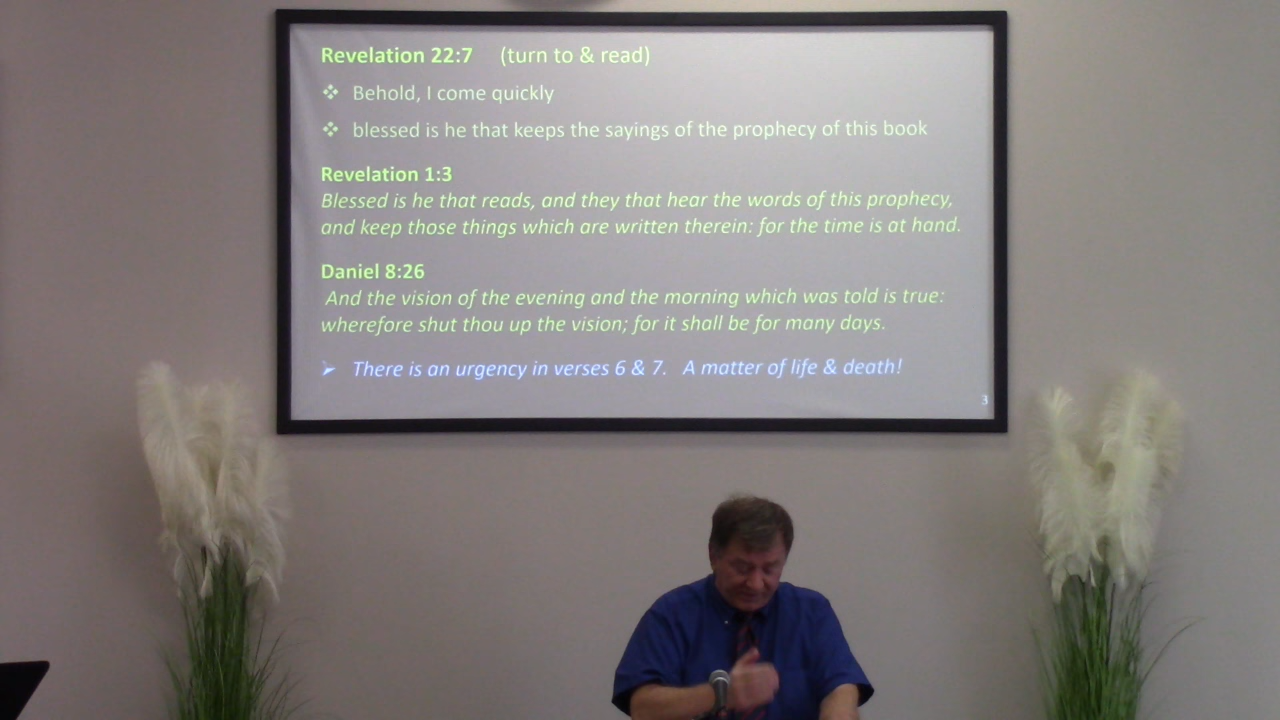 Revelation 22:7 (turn to & read)
❖ Behold, I come quickly
❖ blessed is he that keeps the sayings of the prophecy of this book
Revelation 1:3
Blessed is he that reads, and they that hear the words of this prophecy,
and keep those things which are written therein: for the time is at hand.
Daniel 8:26
And the vision of the evening and the morning which was told is true:
wherefore shut thou up the vision; for it shall be for many days.
➢ There is an urgency in verses 6 & 7. A matter of life & death!
3